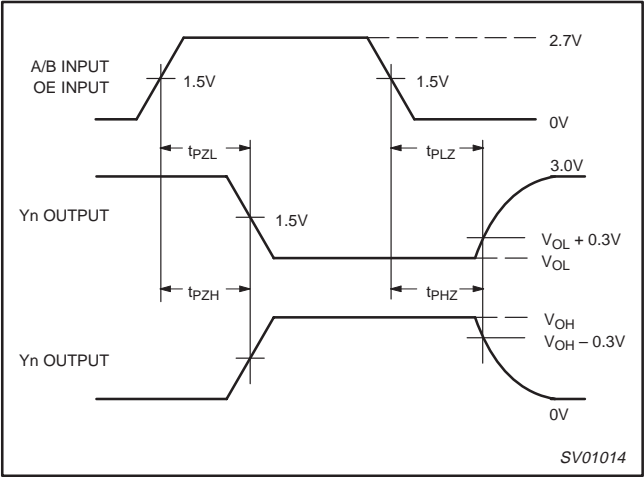 2.7V
A/B INPUT
OE INPUT
1.5V
1.5V
0V
tPZL
tPLZ
3.0V
Yn OUTPUT
1.5V
VOL + 0.3V
VOL
tPZH
tPHZ
VOH
VOH – 0.3V
Yn OUTPUT
0V
SV01014